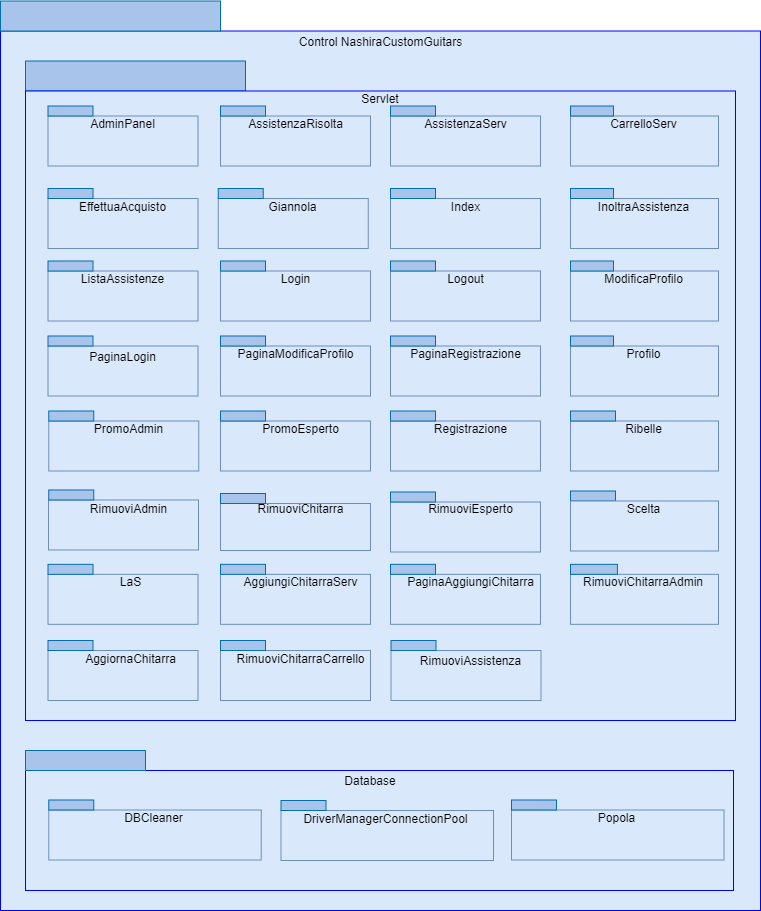 Control NashiraCustomGuitars
Servlet
AdminPanel
AssistenzaRisolta
AssistenzaServ
CarrelloServ
EffettuaAcquisto
Giannola
Index
InoltraAssistenza
ListaAssistenze
Login
Logout
ModificaProfilo
PaginaLogin
PaginaModificaProfilo
PaginaRegistrazione
Profilo
PromoAdmin
PromoEsperto
Registrazione
Ribelle
RimuoviAdmin
RimuoviChitarra
RimuoviEsperto
Scelta
LaS
AggiungiChitarraServ
PaginaAggiungiChitarra
RimuoviChitarraAdmin
AggiornaChitarra
RimuoviChitarraCarrello
RimuoviAssistenza
Database
DBCleaner
DriverManagerConnectionPool
Popola